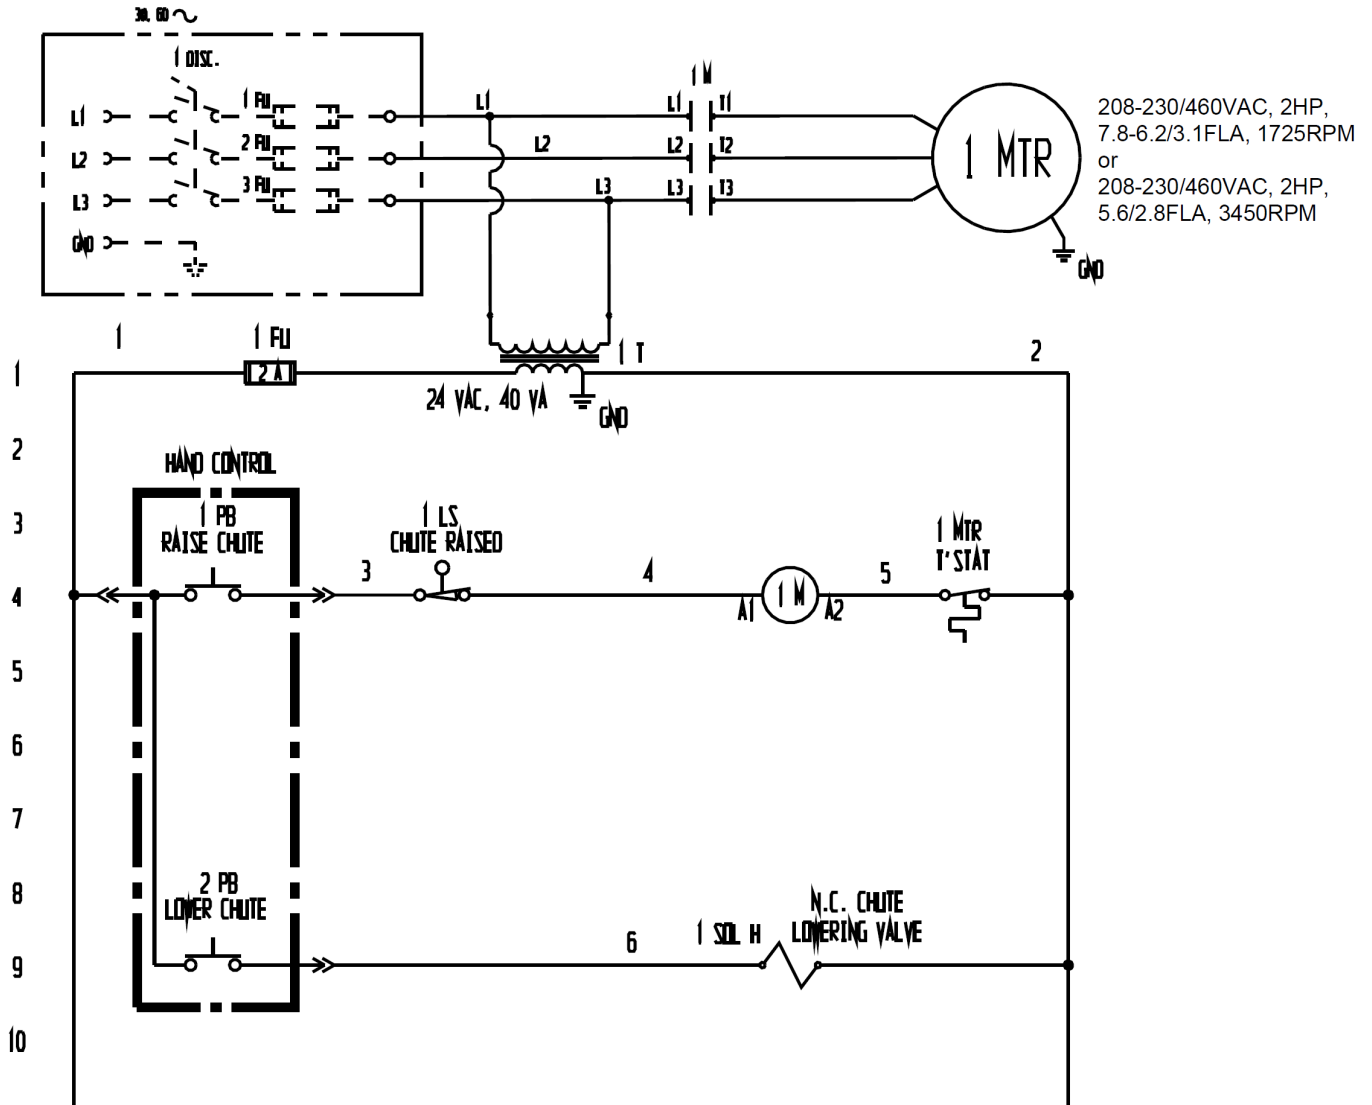 3Ø, 60
1 DISC.
1 M
L1
1 FU
L1
L1
T1
208-230/460VAC, 2HP,
7.8-6.2/3.1FLA, 1725RPM
or
208-230/460VAC, 2HP,
5.6/2.8FLA, 3450RPM
L2
2 FU
L2
L2
T2
1 MTR
L3
3 FU
L3
L3
T3
GND
GND
1
1 FU
1 T
2
1
2 A
24 VAC, 40 VA
GND
2
HAND CONTROL
3
1 PB
RAISE CHUTE
1 LS
CHUTE RAISED
1 MTR
T'STAT
4
3
4
A1
1 M
A2
5
5
6
7
8
2 PB
LOWER CHUTE
N.C. CHUTE
LOWERING VALVE
9
6
1 SOL H
10